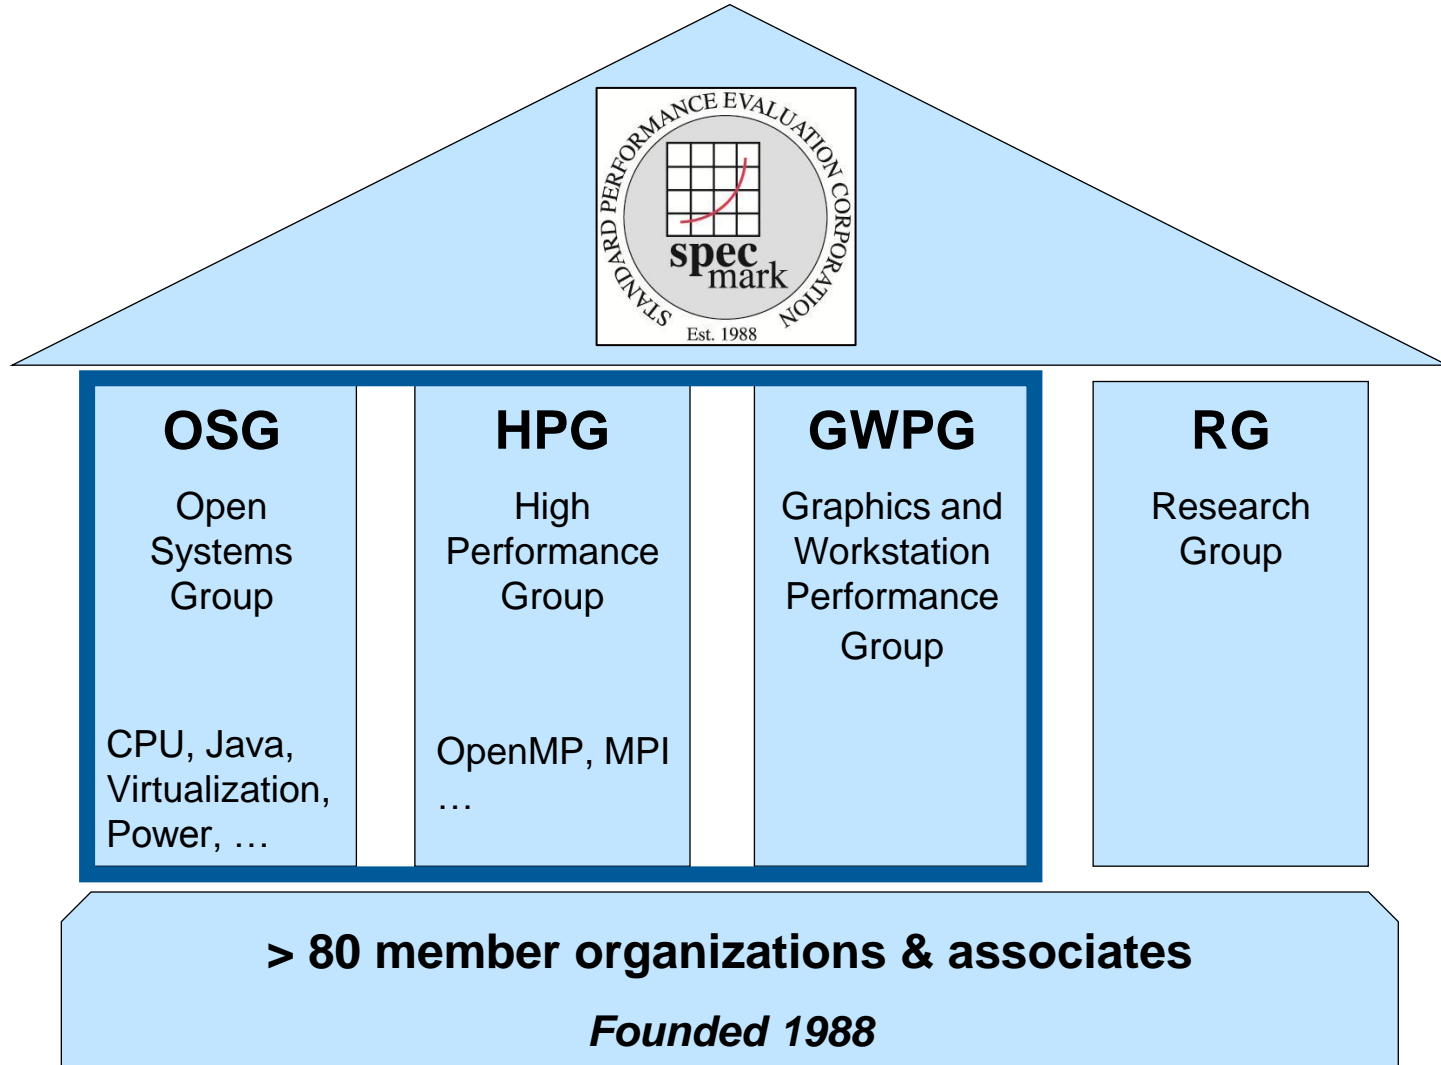 STANDARD PERFORMANCE EVALUATION CORPORATION
spec
mark
Est. 1988
OSG
Open
Systems
Group
CPU, Java,
Virtualization,
Power, …
HPG
High
Performance
Group
OpenMP, MPI
…
GWPG
Graphics and
Workstation
Performance
Group
RG
Research
Group
> 80 member organizations & associates
Founded 1988